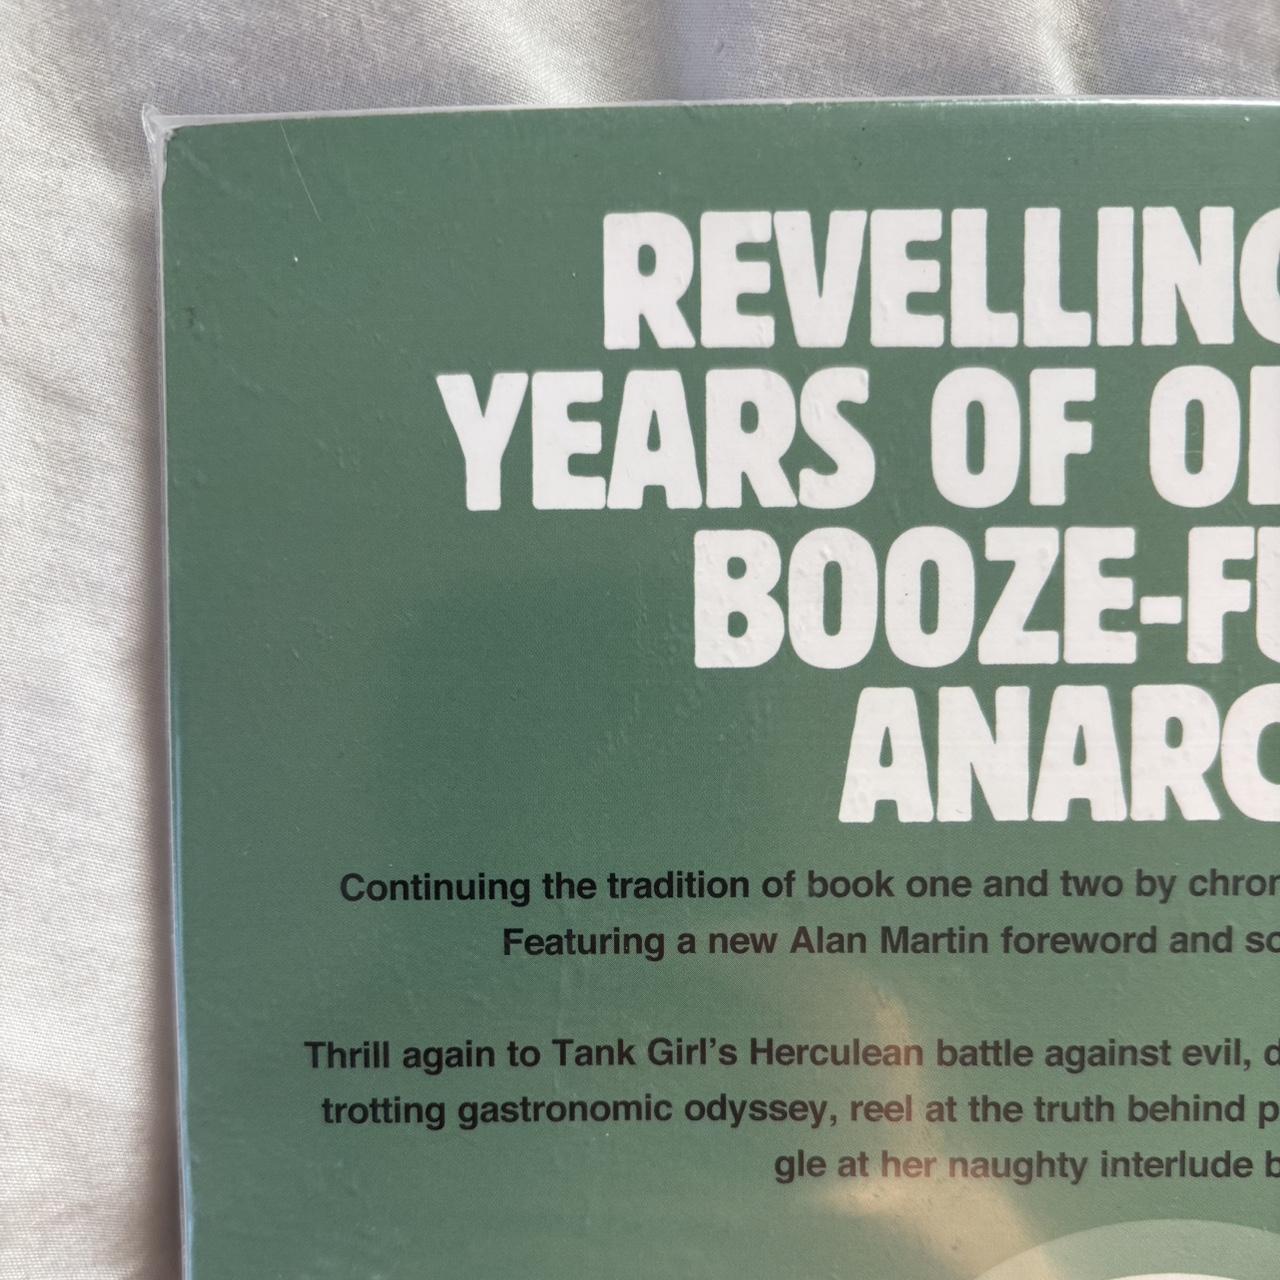 REVELLING
YEARS OF O
BOOZE-FU
ANARC
Continuing the tradition of book one and two by chron
Featuring a new Alan Martin foreword and so
Thrill again to Tank Girl’s Herculean battle against evil, d
trotting gastronomic odyssey, reel at the truth behind p
gle at her naughty interlude b